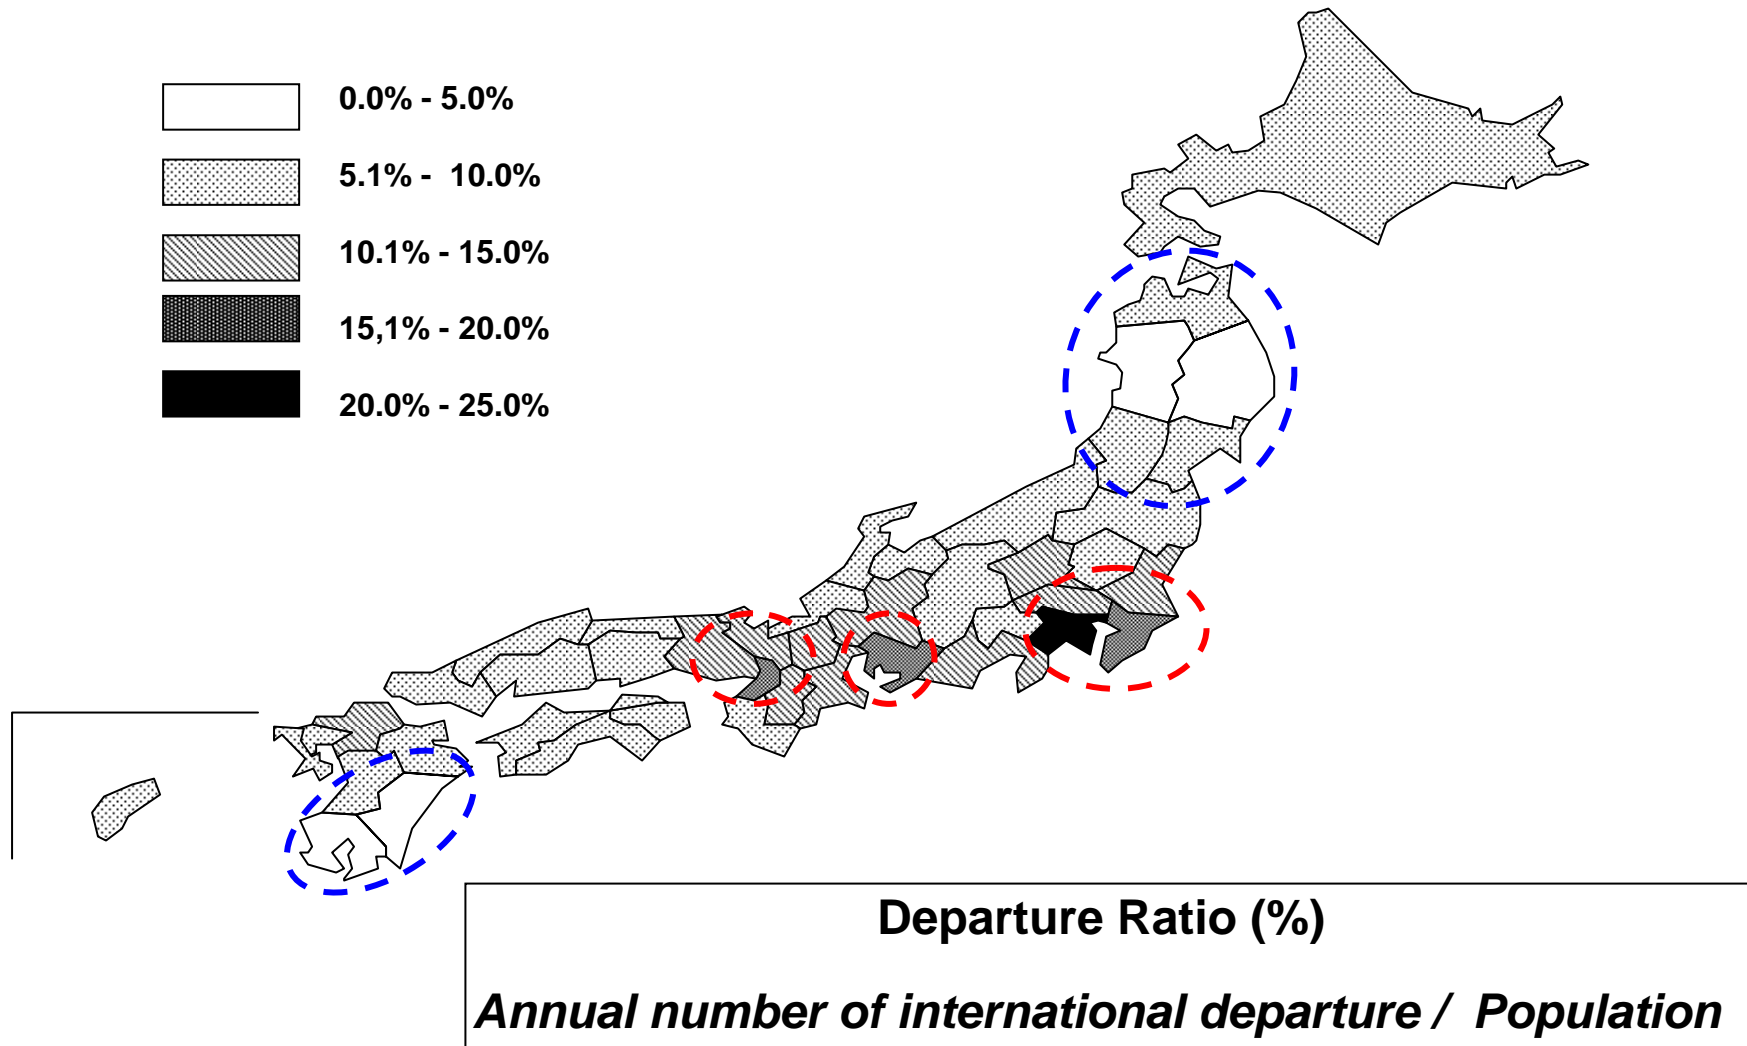 0.0% - 5.0%
5.1% - 10.0%
10.1% - 15.0%
15,1% - 20.0%
20.0% - 25.0%
Departure Ratio (%)
Annual number of international departure / Population